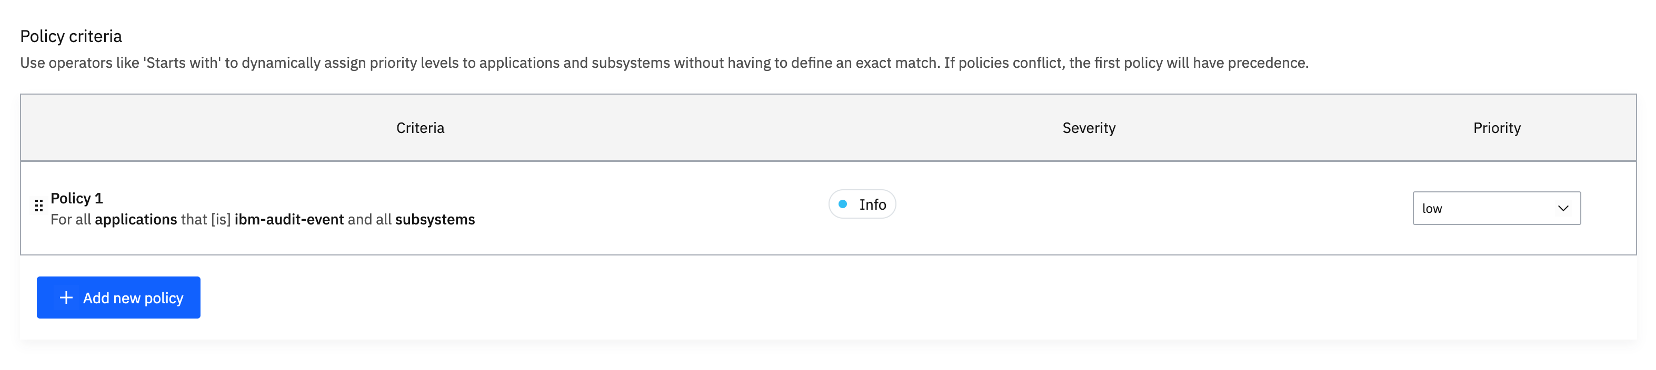 Policy criteria
Use operators like 'Starts with' to dynamically assign priority levels to applications and subsystems without having to define an exact match. If policies conflict, the first policy will have precedence.
Criteria Severity Priority
Policy 1
For all applications that [is] ibm-audit-event and all subsystems
Info
low
Add new policy